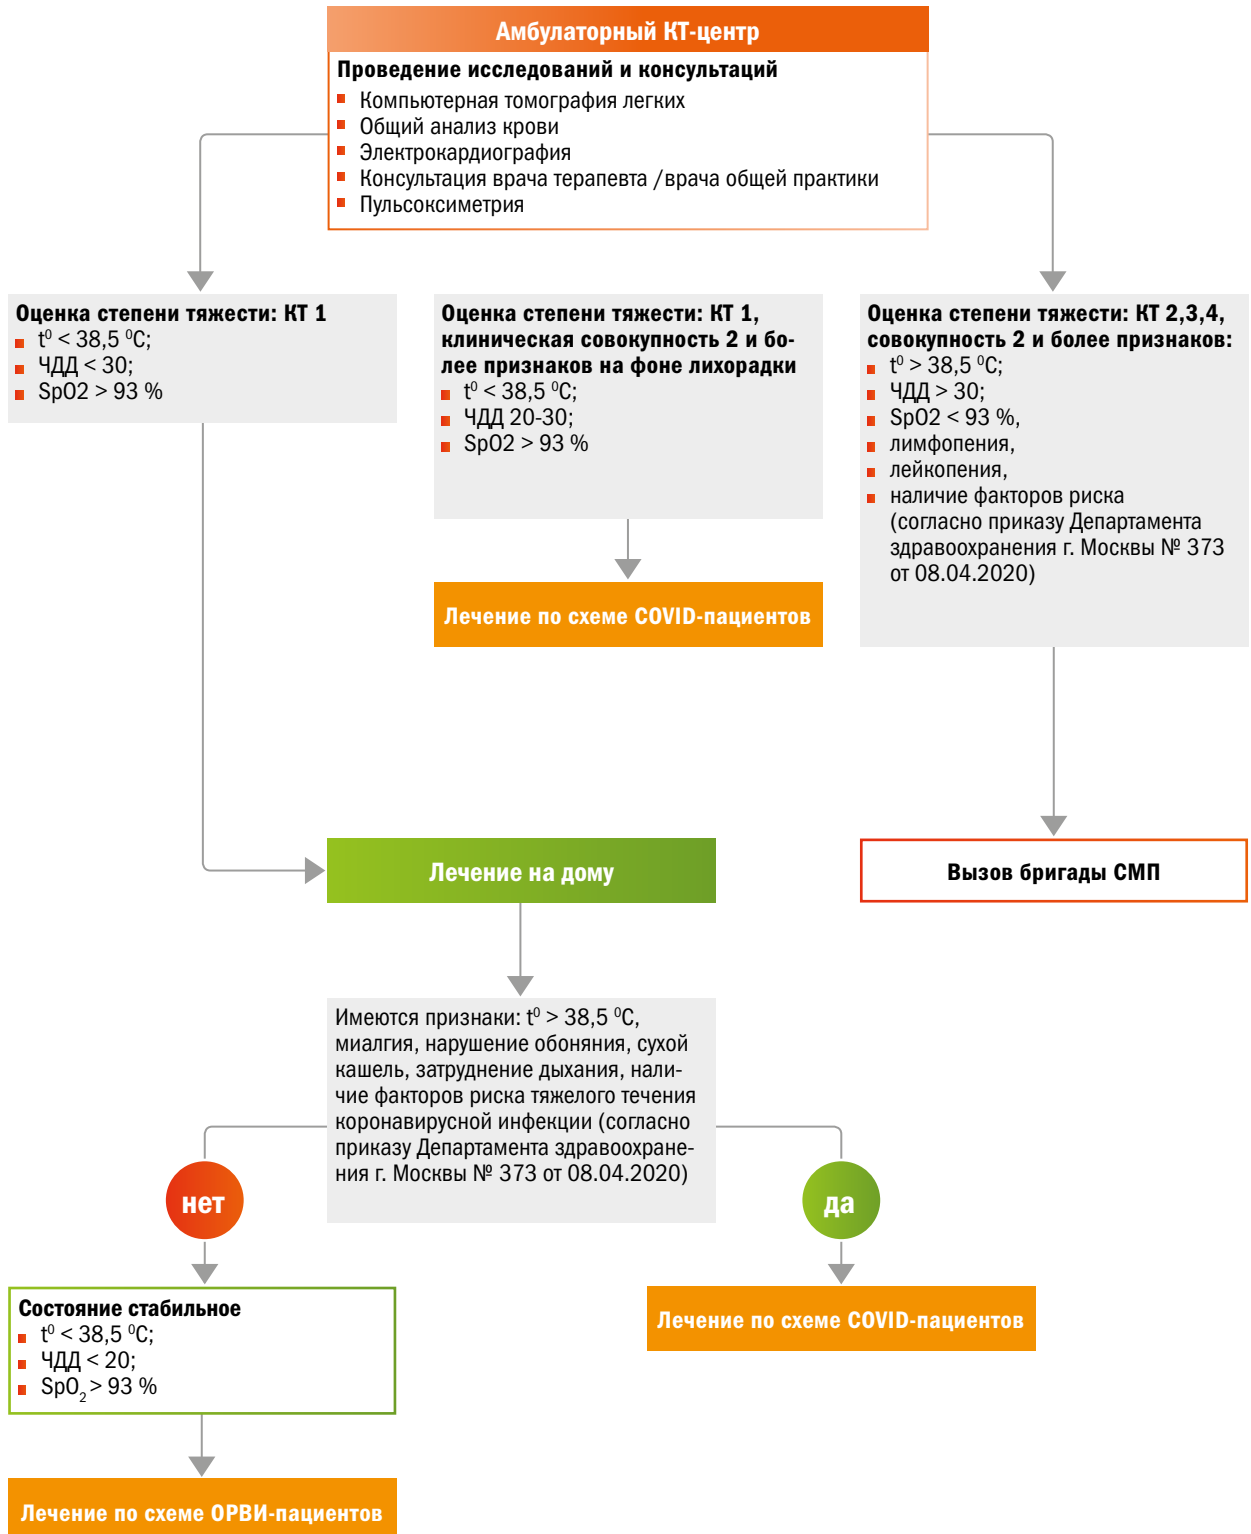 Амбулаторный КТ-центр
Проведение исследований и консультаций
Компьютерная томография легких
Общий анализ крови
Электрокардиография
Консультация врача терапевта /врача общей практики
Пульсоксиметрия
Оценка степени тяжести: КТ 1
t⁰ < 38,5 ⁰С;
ЧДД < 30;
SpO2 > 93 %
Оценка степени тяжести: КТ 1,
клиническая совокупность 2 и бо-
лее признаков на фоне лихорадки
t⁰ < 38,5 ⁰С;
ЧДД 20-30;
SpO2 > 93 %
Лечение по схеме COVID-пациентов
Оценка степени тяжести: КТ 2,3,4,
совокупность 2 и более признаков:
t⁰ > 38,5 ⁰С;
ЧДД > 30;
SpO2 < 93 %,
лимфопения,
лейкопения,
наличие факторов риска
(согласно приказу Департамента
здравоохранения г. Москвы № 373
от 08.04.2020)
Лечение на дому
Вызов бригады СМП
Имеются признаки: t⁰ > 38,5 ⁰С,
миалгия, нарушение обоняния, сухой
кашель, затруднение дыхания, нали-
чие факторов риска тяжелого течения
коронавирусной инфекции (согласно
приказу Департамента здравоохране-
ния г. Москвы № 373 от 08.04.2020)
нет
да
Состояние стабильное
t⁰ < 38,5 ⁰С;
ЧДД < 20;
SpO₂ > 93 %
Лечение по схеме COVID-пациентов
Лечение по схеме ОРВИ-пациентов